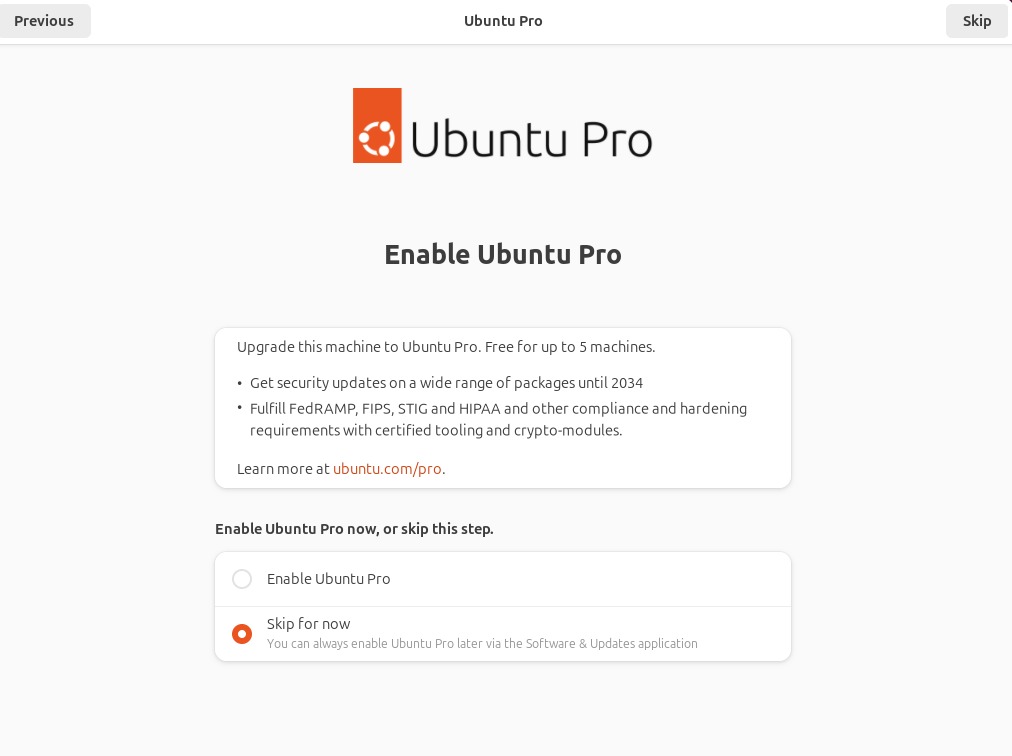 Previous
Ubuntu Pro
Skip
Ubuntu Pro
Enable Ubuntu Pro
Upgrade this machine to Ubuntu Pro. Free for up to 5 machines.
• Get security updates on a wide range of packages until 2034
• Fulfill FedRAMP, FIPS, STIG and HIPAA and other compliance and hardening
requirements with certified tooling and crypto-modules.
Learn more at ubuntu.com/pro.
Enable Ubuntu Pro now, or skip this step.
Enable Ubuntu Pro
Skip for now
You can always enable Ubuntu Pro later via the Software & Updates application